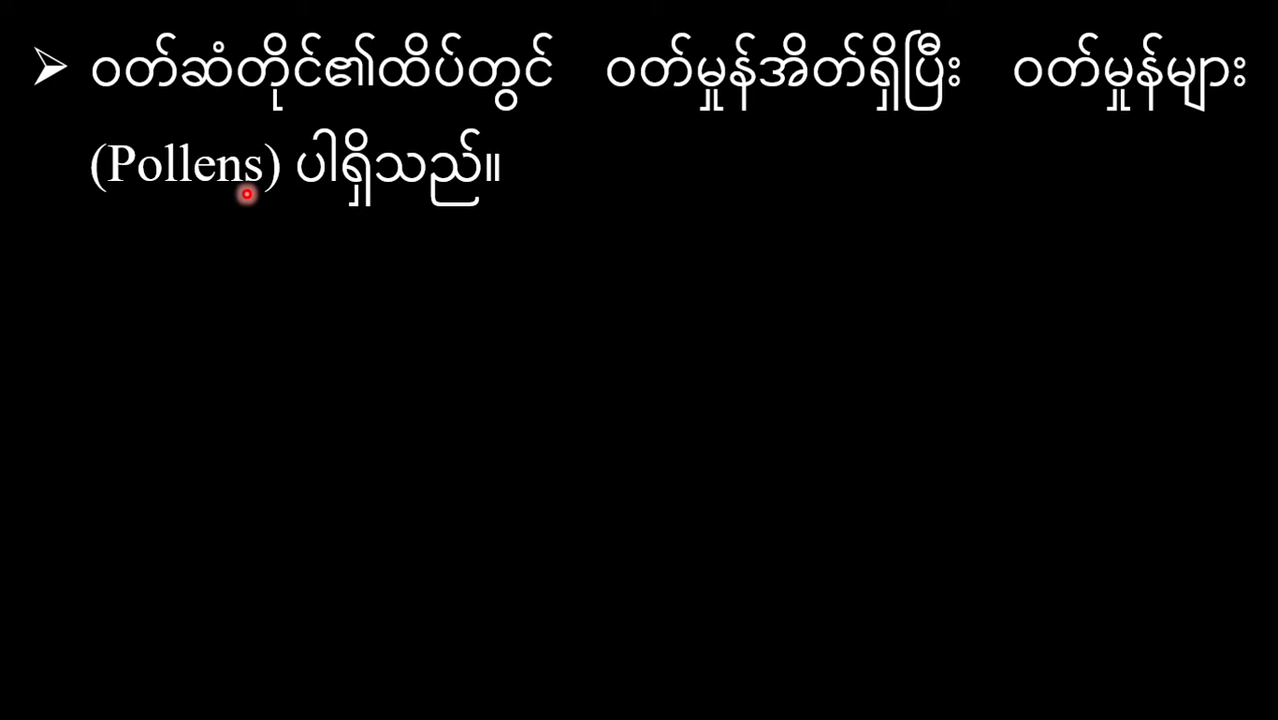 ➢ ဝတ်ဆံတိုင်၏ထိပ်တွင် ဝတ်မှုန်အိတ်ရှိပြီး ဝတ်မှုန်များ
(Pollens) ပါရှိသည်။